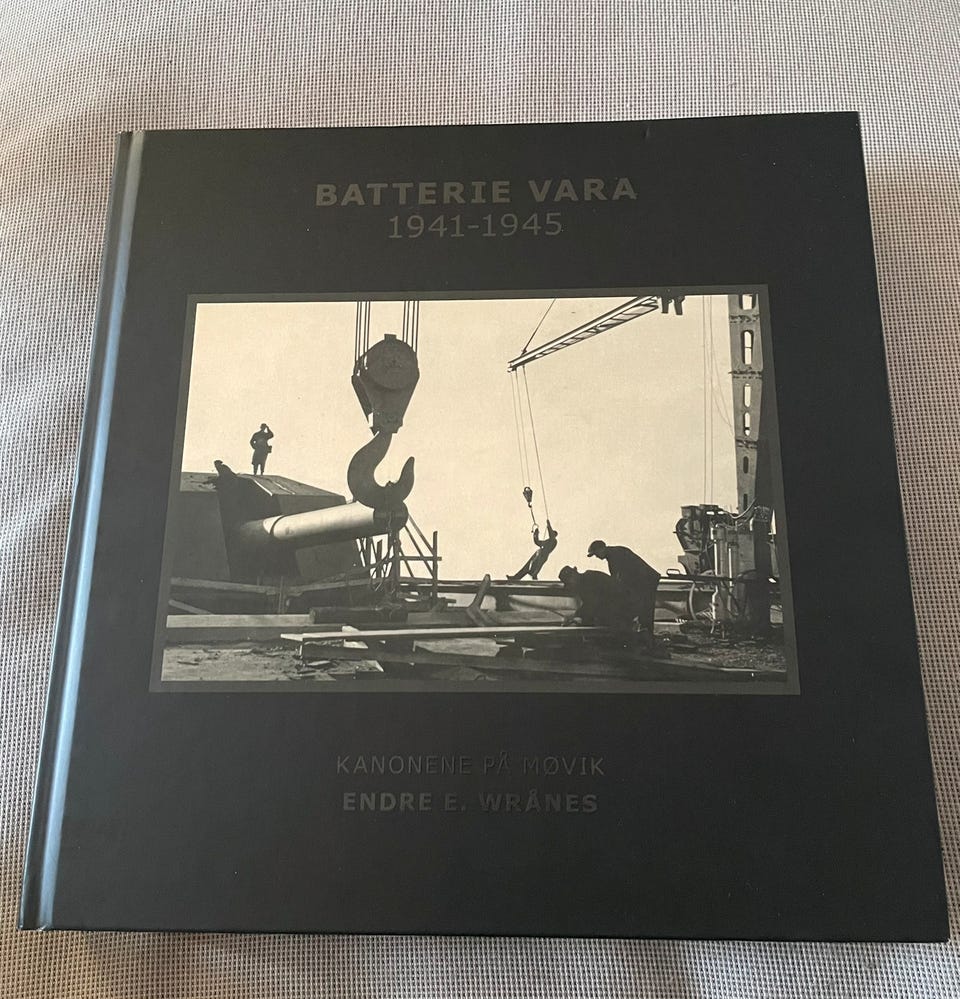 BATTERIE VARA
1941-1945
KANONENE PÅ MØVIK
ENDRE E. WRÅNES